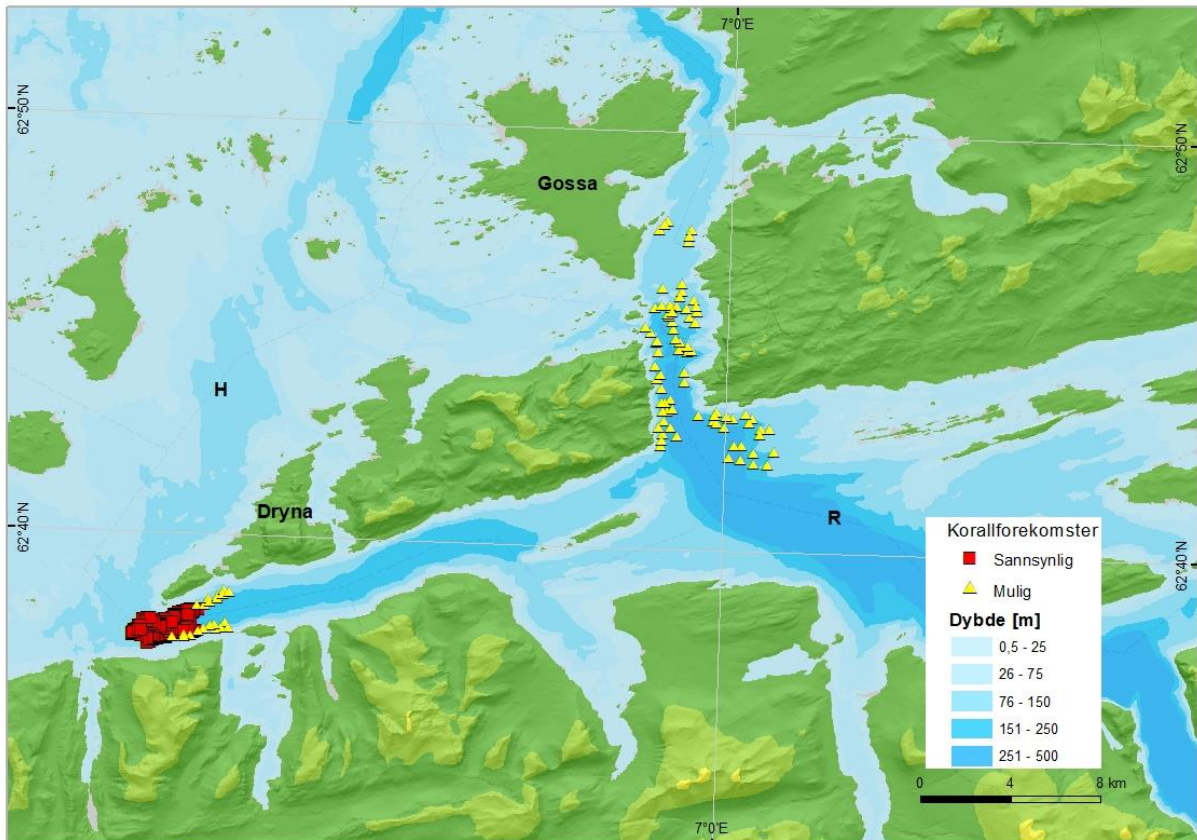 7°0'E
62°50'N
62°50'N
Gossa
H
Dryna
62°40'N
R
62°40'N
Korallforekomster
Sannsynlig
Mulig
Dybde [m]
0,5 - 25
26 - 75
76 - 150
151 - 250
251 - 500
0 4 8 km
7°0'E